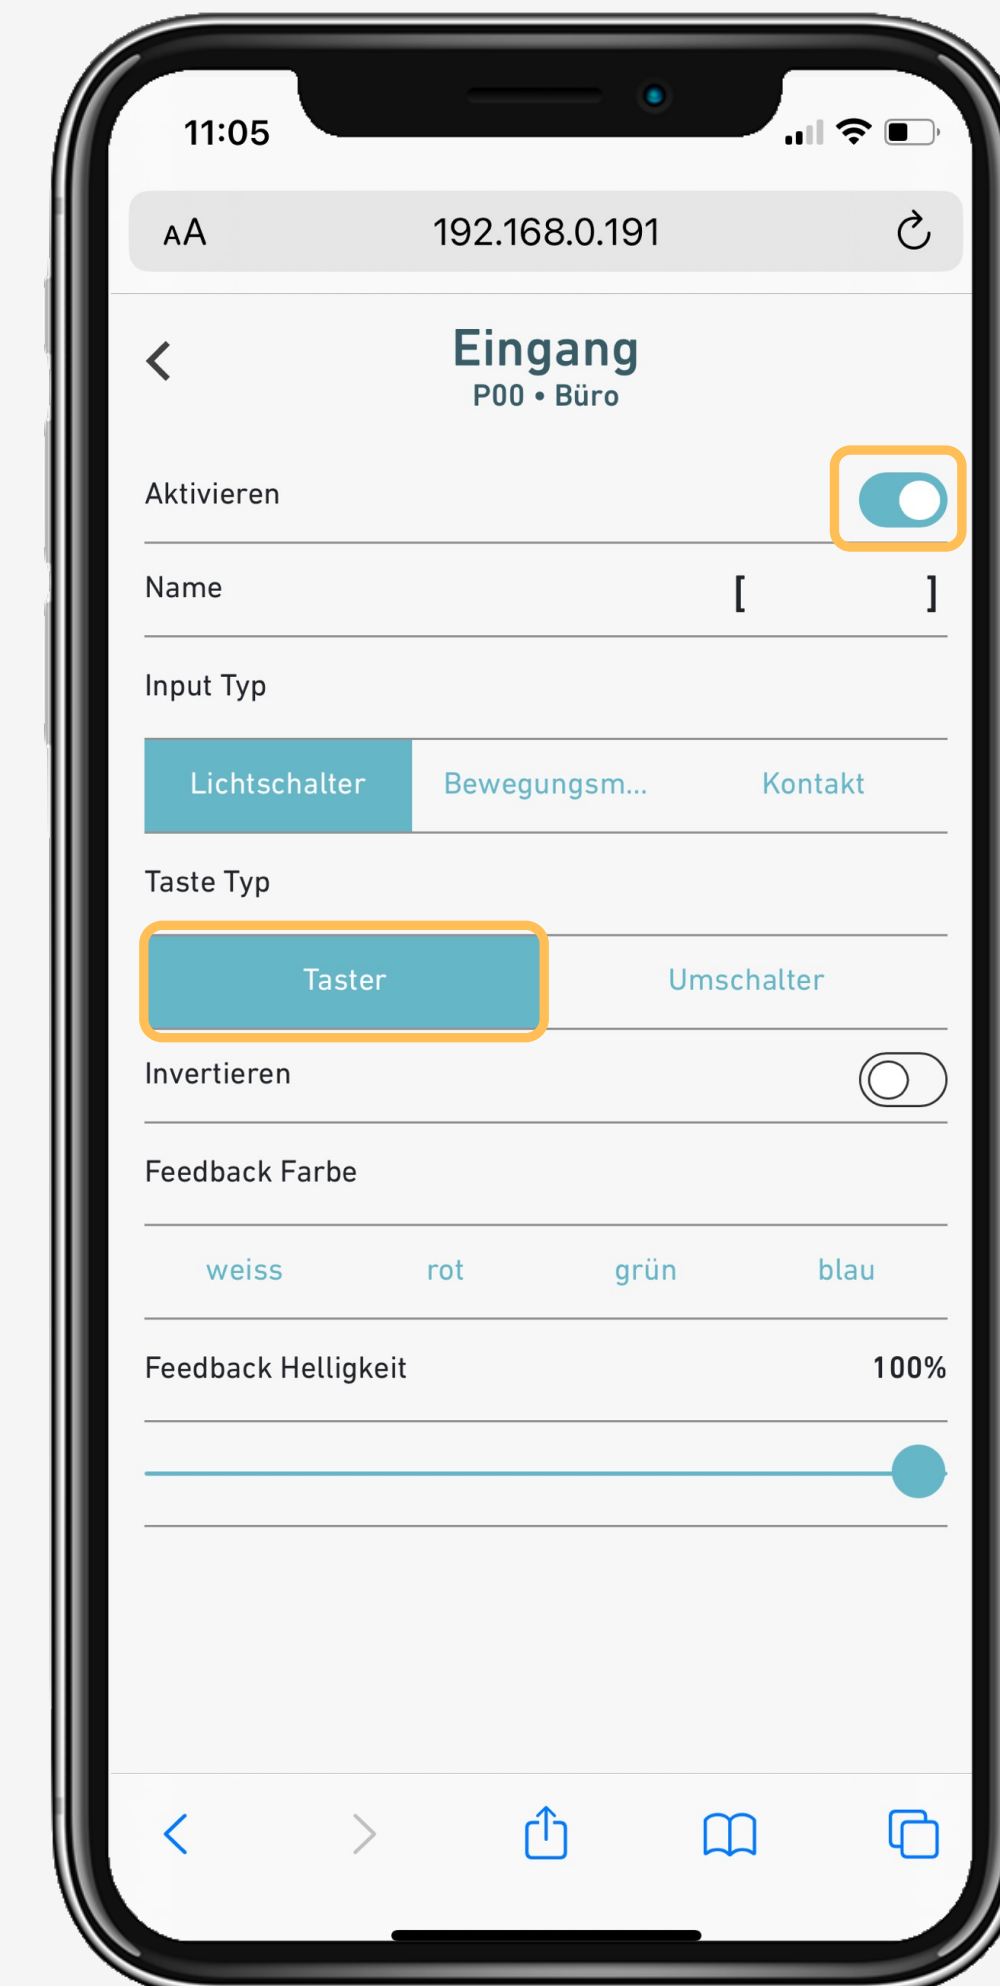 11:05
AA 192.168.0.191
Eingang
P00 • Büro
Aktivieren
Name [ ]
Input Typ
Lichtschalter Bewegungsm... Kontakt
Taste Typ
Taster Umschalter
Invertieren
Feedback Farbe
weiss rot grün blau
Feedback Helligkeit 100%